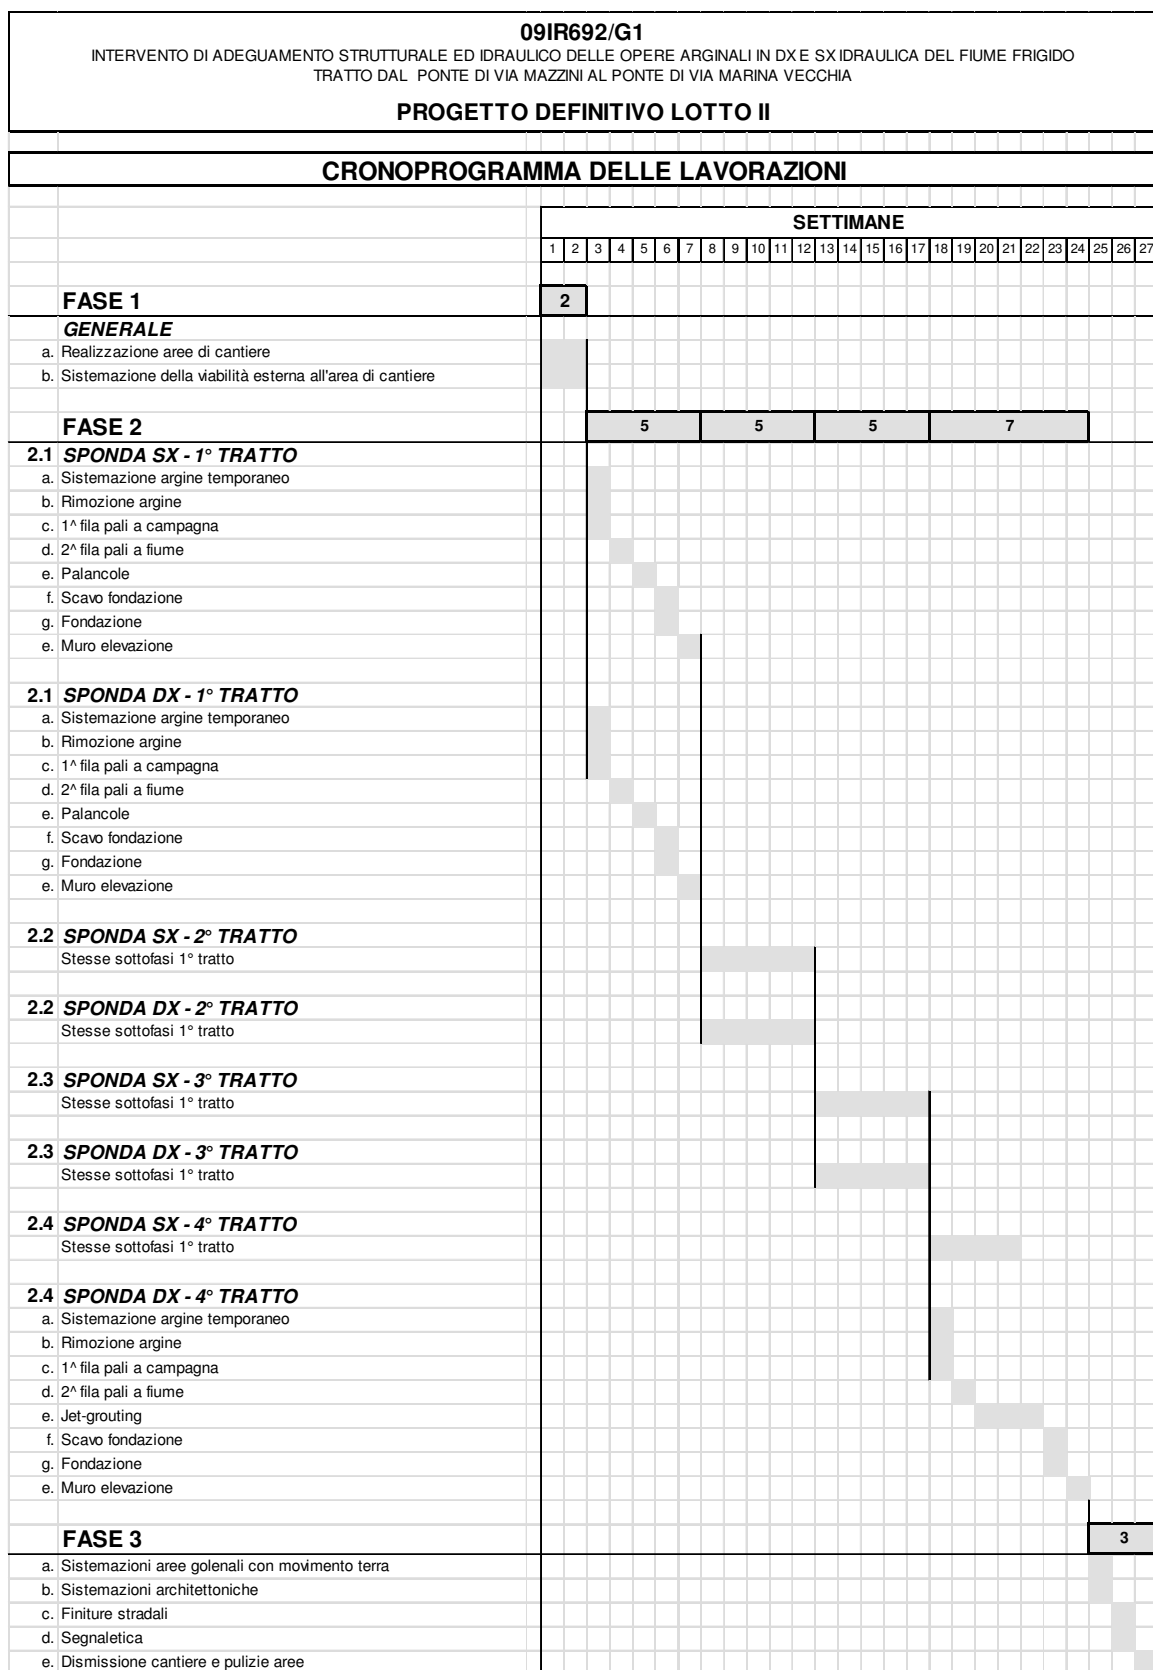 09IR692/G1
INTERVENTO DI ADEGUAMENTO STRUTTURALE ED IDRAULICO DELLE OPERE ARGINALI IN DX E SX IDRAULICA DEL FIUME FRIGIDO
TRATTO DAL PONTE DI VIA MAZZINI AL PONTE DI VIA MARINA VECCHIA
PROGETTO DEFINITIVO LOTTO II
CRONOPROGRAMMA DELLE LAVORAZIONI
SETTIMANE
1 2 3 4 5 6 7 8 9 10 11 12 13 14 15 16 17 18 19 20 21 22 23 24 25 26 27
FASE 1 2
GENERALE
a. Realizzazione aree di cantiere
b. Sistemazione della viabilità esterna all'area di cantiere
FASE 2 5 5 5 7
2.1 SPONDA SX - 1° TRATTO
a. Sistemazione argine temporaneo
b. Rimozione argine
c. 1^ fila pali a campagna
d. 2^ fila pali a fiume
e. Palancole
f. Scavo fondazione
g. Fondazione
e. Muro elevazione
2.1 SPONDA DX - 1° TRATTO
a. Sistemazione argine temporaneo
b. Rimozione argine
c. 1^ fila pali a campagna
d. 2^ fila pali a fiume
e. Palancole
f. Scavo fondazione
g. Fondazione
e. Muro elevazione
2.2 SPONDA SX - 2° TRATTO
Stesse sottofasi 1° tratto
2.2 SPONDA DX - 2° TRATTO
Stesse sottofasi 1° tratto
2.3 SPONDA SX - 3° TRATTO
Stesse sottofasi 1° tratto
2.3 SPONDA DX - 3° TRATTO
Stesse sottofasi 1° tratto
2.4 SPONDA SX - 4° TRATTO
Stesse sottofasi 1° tratto
2.4 SPONDA DX - 4° TRATTO
a. Sistemazione argine temporaneo
b. Rimozione argine
c. 1^ fila pali a campagna
d. 2^ fila pali a fiume
e. Jet-grouting
f. Scavo fondazione
g. Fondazione
e. Muro elevazione
FASE 3 3
a. Sistemazioni aree golenali con movimento terra
b. Sistemazioni architettoniche
c. Finiture stradali
d. Segnaletica
e. Dismissione cantiere e pulizie aree